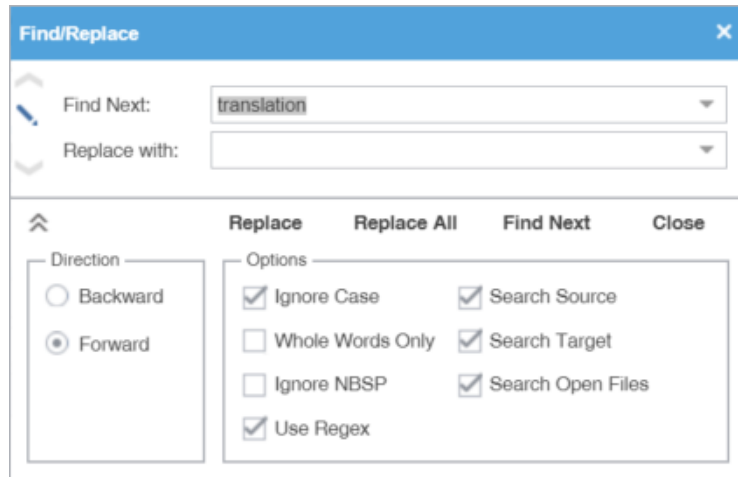 Find/Replace
Find Next: translation
Replace with:
Replace Replace All Find Next Close
Direction
Backward
Forward
Options
Ignore Case Search Source
Whole Words Only Search Target
Ignore NBSP Search Open Files
Use Regex